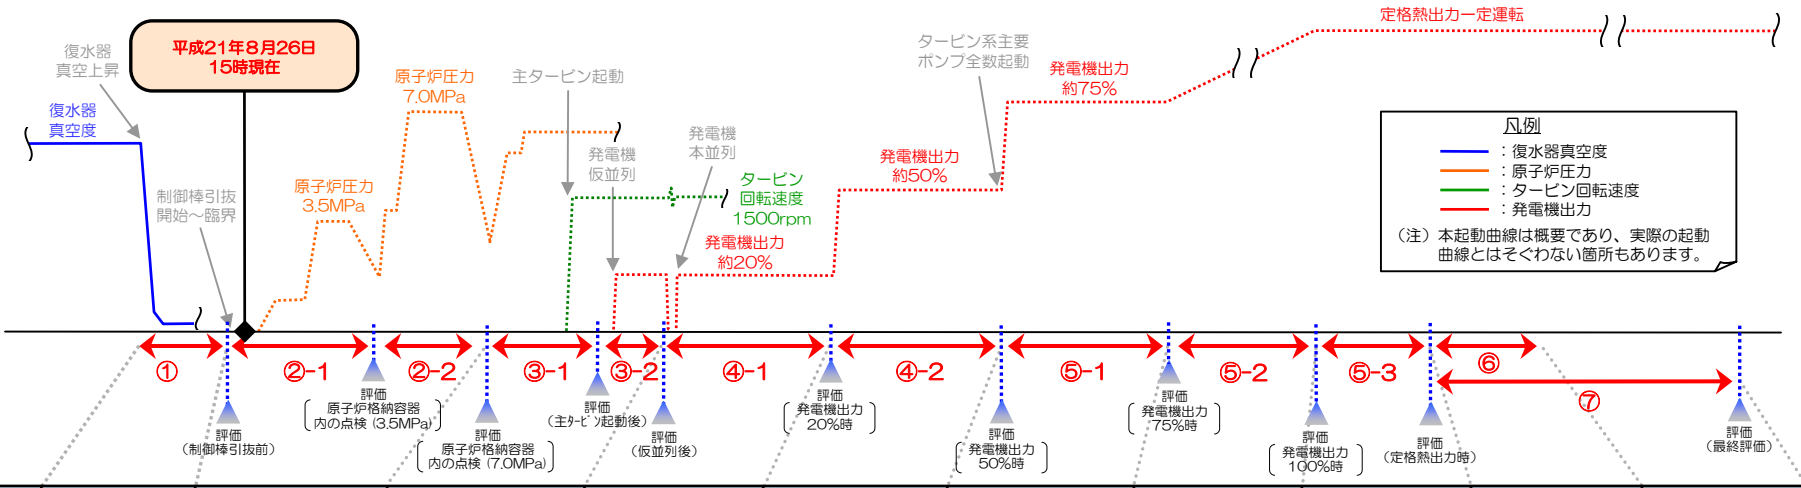 平成21年8月26日
15時現在
復水器
真空上昇
復水器
真空度
制御棒引抜
開始～臨界
原子炉圧力
3.5MPa
原子炉圧力
7.0MPa
主タービン起動
発電機
仮並列
発電機
本並列
タービン
回転速度
1500rpm
発電機出力
約20%
発電機出力
約50%
タービン系主要
ポンプ全数起動
発電機出力
約75%
定格熱出力一定運転
凡例
：復水器真空度
：原子炉圧力
：タービン回転速度
：発電機出力
（注）本起動曲線は概要であり、実際の起動
曲線とはそぐわない箇所もあります。
①
②-1
②-2
③-1
③-2
④-1
④-2
⑤-1
⑤-2
⑤-3
⑥
⑦
評価
（制御棒引抜前）
評価
原子炉格納容器
内の点検（3.5MPa）
評価
原子炉格納容器
内の点検（7.0MPa）
評価
（主ﾀｰﾋﾞﾝ起動後）
評価
（仮並列後）
評価
発電機出力
20%時
評価
発電機出力
50%時
評価
発電機出力
75%時
評価
発電機出力
100%時
評価
（定格熱出力時）
評価
（最終評価）